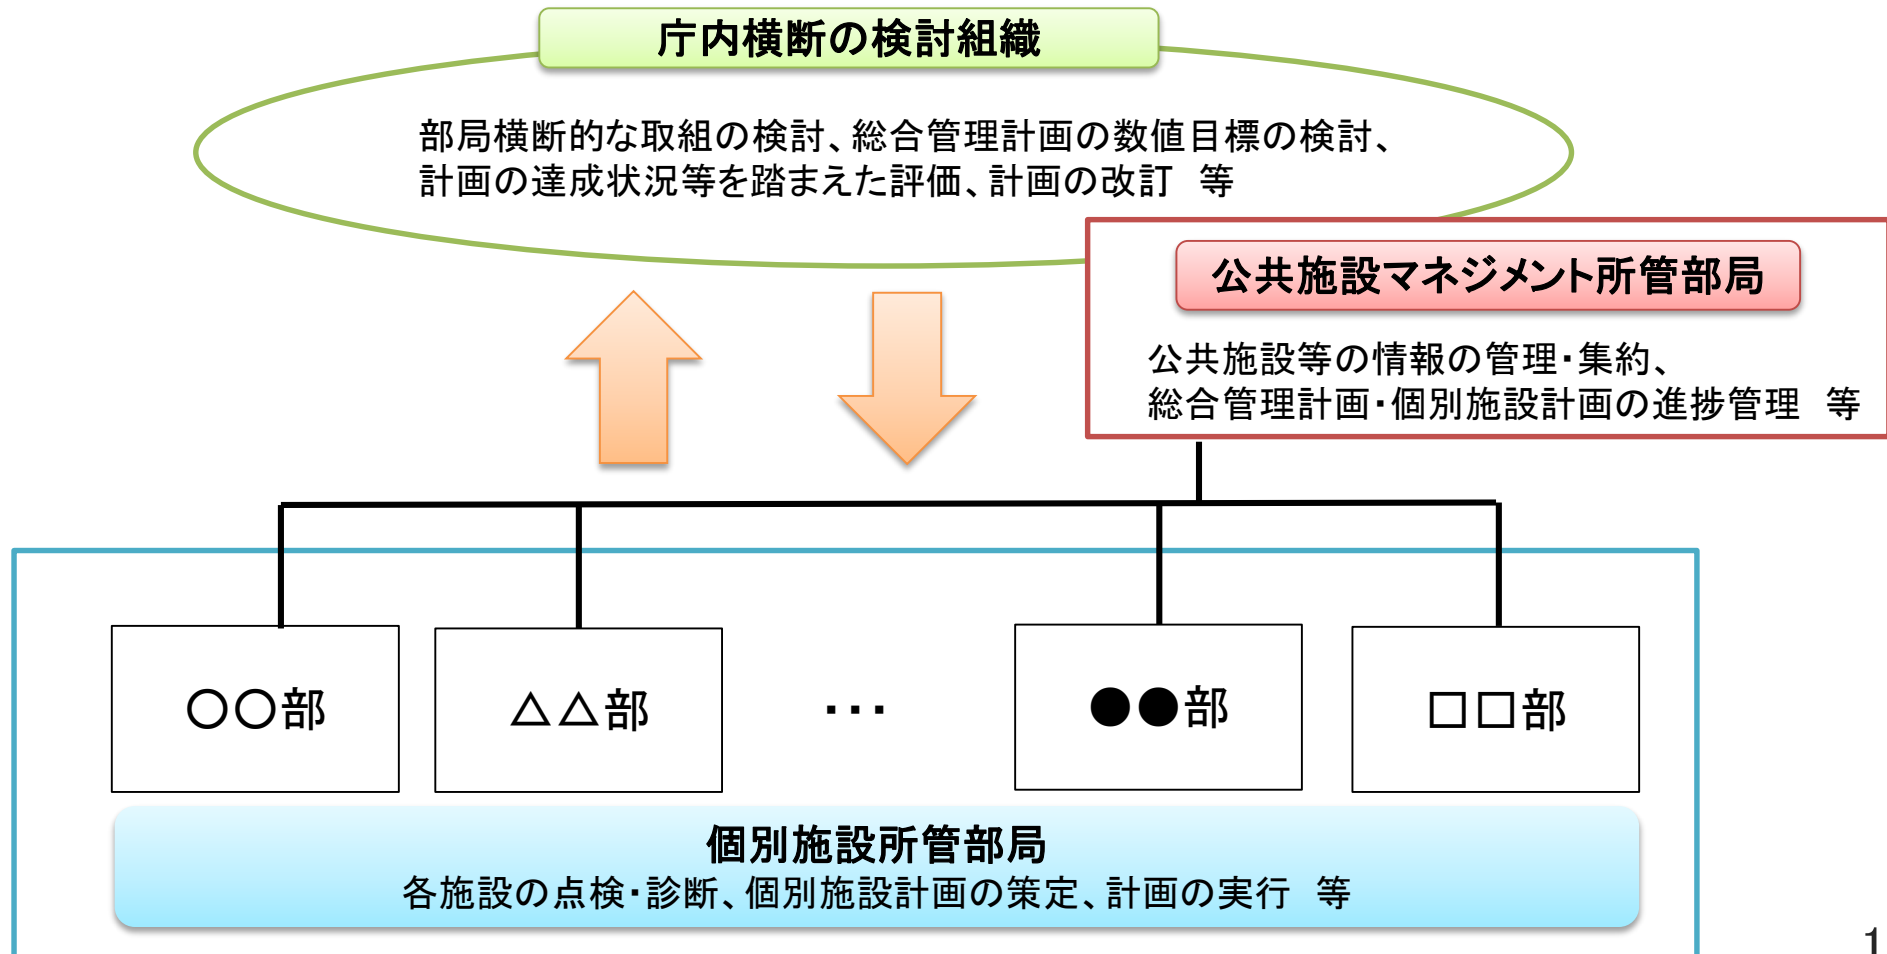 庁内横断の検討組織
部局横断的な取組の検討、総合管理計画の数値目標の検討、
計画の達成状況等を踏まえた評価、計画の改訂　等
公共施設マネジメント所管部局
公共施設等の情報の管理・集約、
総合管理計画・個別施設計画の進捗管理　等
〇〇部
△△部
･･･
●●部
□□部
個別施設所管部局
各施設の点検・診断、個別施設計画の策定、計画の実行　等
1